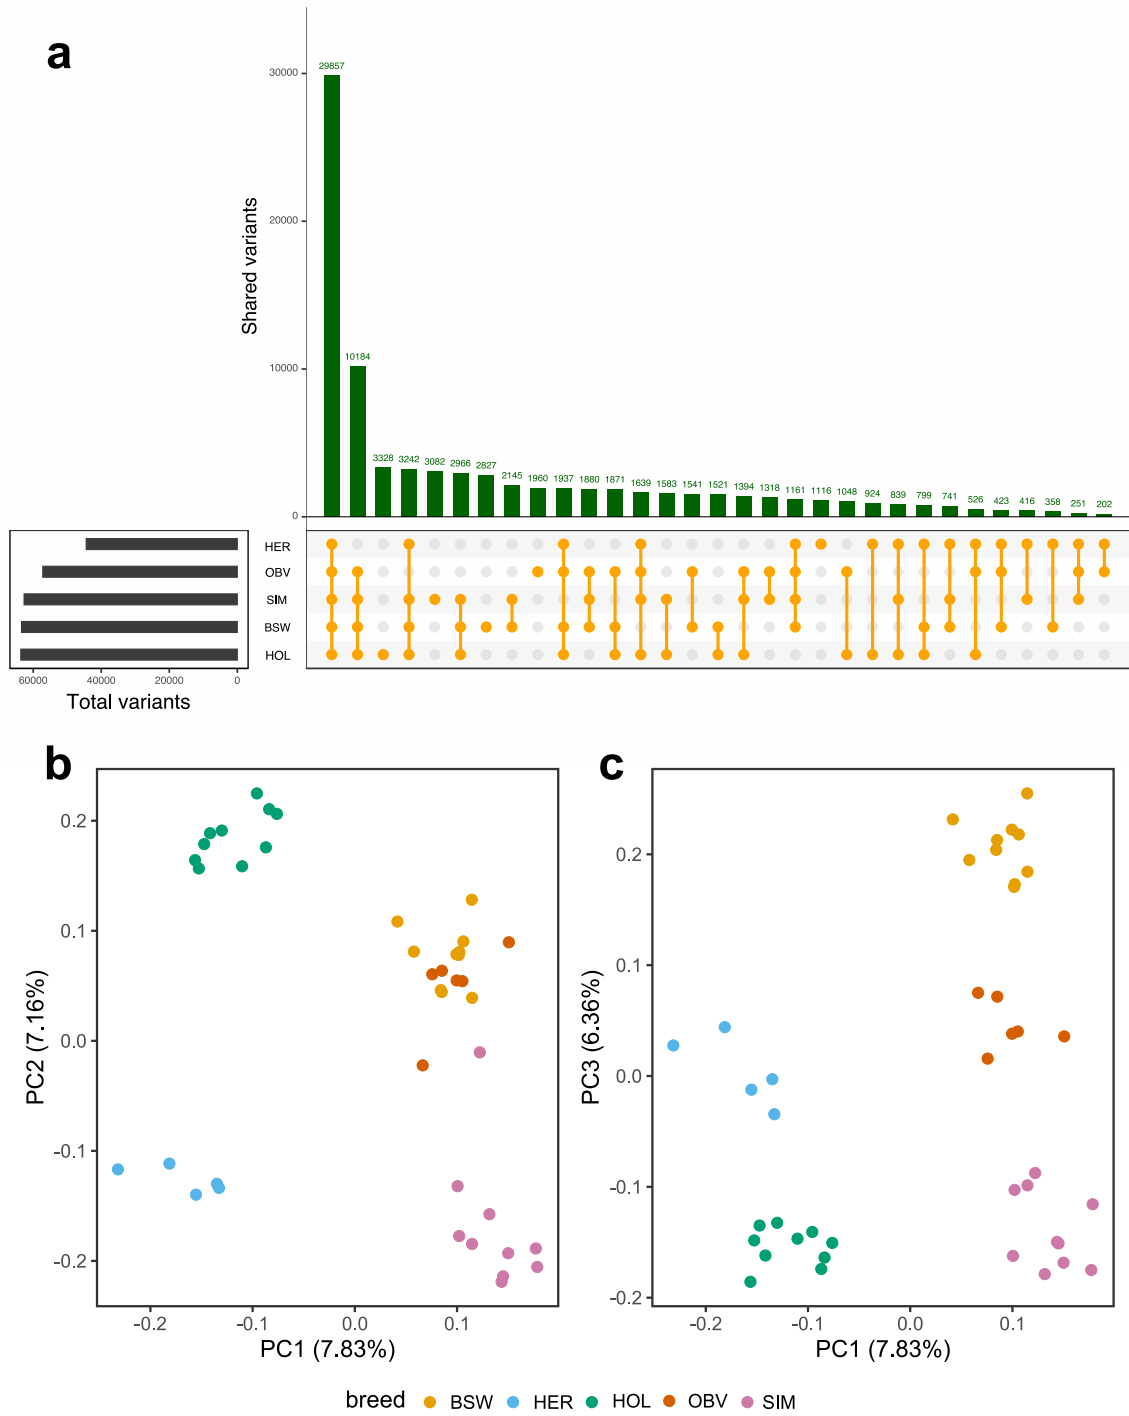 a
29857
30000
Shared variants
20000
10184
10000
3328 3242 3082 2966 2827 2145 1960 1937 1880 1871 1639 1583 1541 1521 1394 1318 1161 1116 1048 924 839 799 741 526 423 416 358 251 202
0
HER
OBV
SIM
BSW
HOL
60000 40000 20000 0
Total variants
b
0.2
0.1
0.0
-0.1
-0.2
PC2 (7.16%)
-0.2 -0.1 0.0 0.1
PC1 (7.83%)
c
0.2
0.1
0.0
-0.1
-0.2
PC3 (6.36%)
-0.2 -0.1 0.0 0.1
PC1 (7.83%)
breed BSW HER HOL OBV SIM